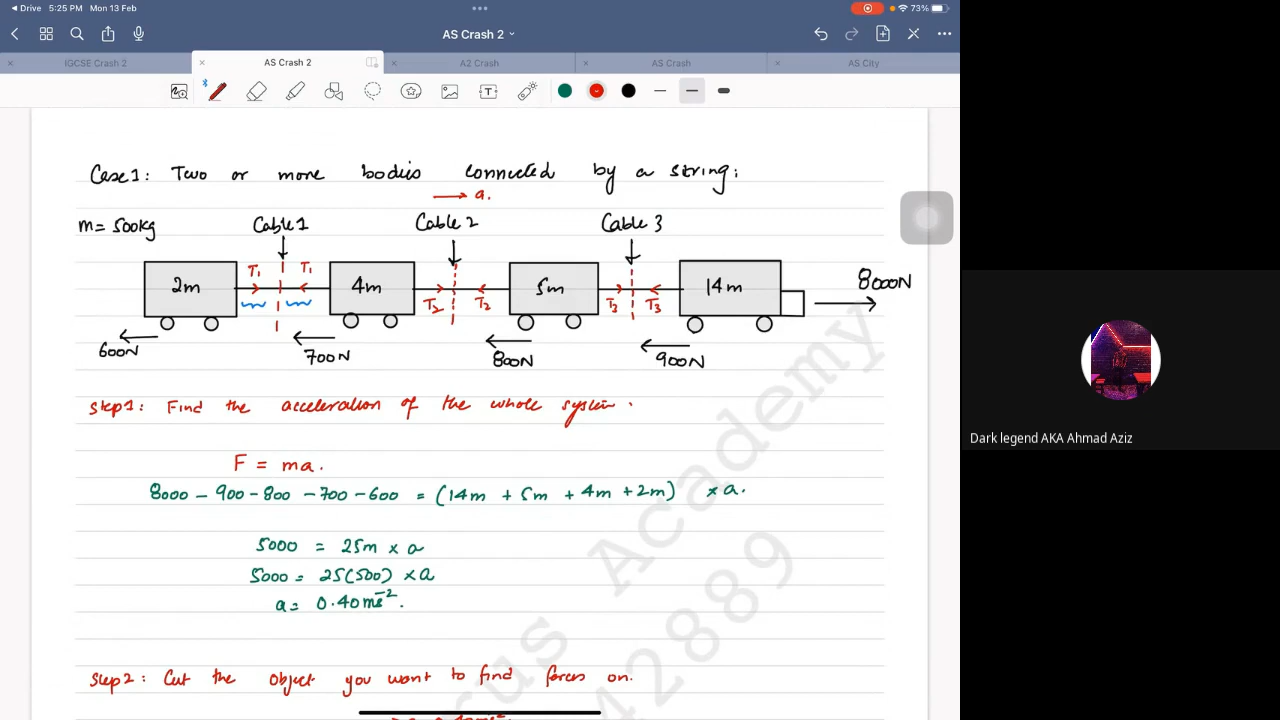 Drive 5:25 PM Mon 13 Feb
73%
AS Crash 2
IGCSE Crash 2
AS Crash 2
A2 Crash
AS Crash
AS City
Case 1: Two or more bodies connected by a string:
→ a.
m = 500kg Cable 1 Cable 2 Cable 3
8000N
T₁ T₁
2m 4m 5m 14m
T₂ T₂ T₃ T₃
600N 700N 800N 900N
Step 1: Find the acceleration of the whole system.
F = ma.
8000 - 900 - 800 - 700 - 600 = (14m + 5m + 4m + 2m) × a.
5000 = 25m × a
5000 = 25(500) × a
a = 0.40ms⁻².
Step 2: Cut the object you want to find forces on.
Academy
42889
Dark legend AKA Ahmad Aziz